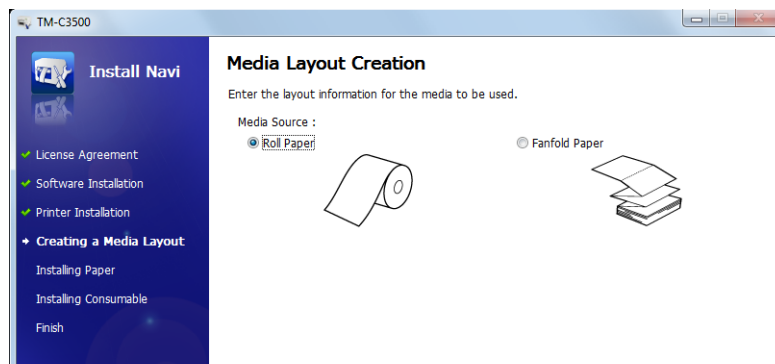 TM-C3500
Install Navi
License Agreement
Software Installation
Printer Installation
Creating a Media Layout
Installing Paper
Installing Consumable
Finish
Media Layout Creation
Enter the layout information for the media to be used.
Media Source :
Roll Paper
Fanfold Paper